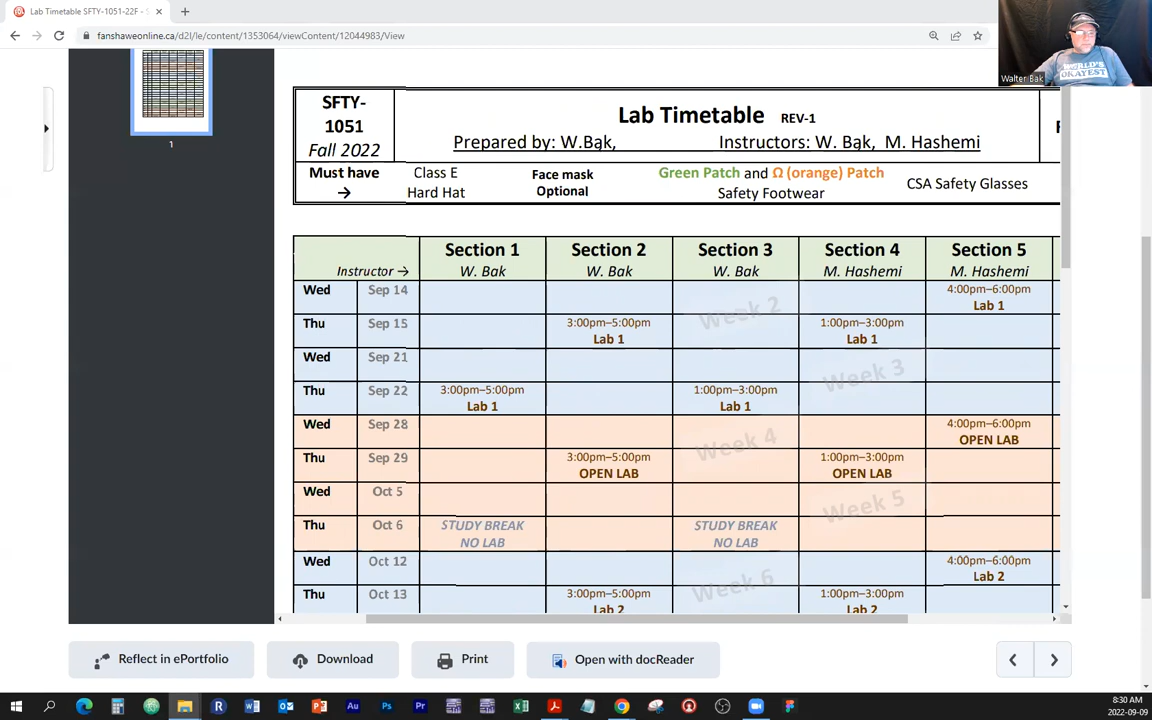 Lab Timetable SFTY-1051-22F - S
fanshaweonline.ca/d2l/le/content/1353064/viewContent/12044983/View
WORLD'S
OKAYEST
Walter Bak
1
SFTY-
1051
Fall 2022
Lab Timetable REV-1
Prepared by: W.Bak, Instructors: W. Bak, M. Hashemi
Must have
→
Class E
Hard Hat
Face mask
Optional
Green Patch and Ω (orange) Patch
Safety Footwear
CSA Safety Glasses
Instructor →
Section 1
W. Bak
Section 2
W. Bak
Section 3
W. Bak
Section 4
M. Hashemi
Section 5
M. Hashemi
Wed Sep 14 4:00pm–6:00pm
Lab 1
Week 2
Thu Sep 15 3:00pm–5:00pm 1:00pm–3:00pm
Lab 1 Lab 1
Wed Sep 21
Week 3
Thu Sep 22 3:00pm–5:00pm 1:00pm–3:00pm
Lab 1 Lab 1
Wed Sep 28 4:00pm–6:00pm
OPEN LAB
Week 4
Thu Sep 29 3:00pm–5:00pm 1:00pm–3:00pm
OPEN LAB OPEN LAB
Wed Oct 5
Week 5
Thu Oct 6 STUDY BREAK STUDY BREAK
NO LAB NO LAB
Wed Oct 12 4:00pm–6:00pm
Lab 2
Week 6
Thu Oct 13 3:00pm–5:00pm 1:00pm–3:00pm
Lab 2 Lab 2
Reflect in ePortfolio
Download
Print
Open with docReader
8:30 AM
2022-09-09